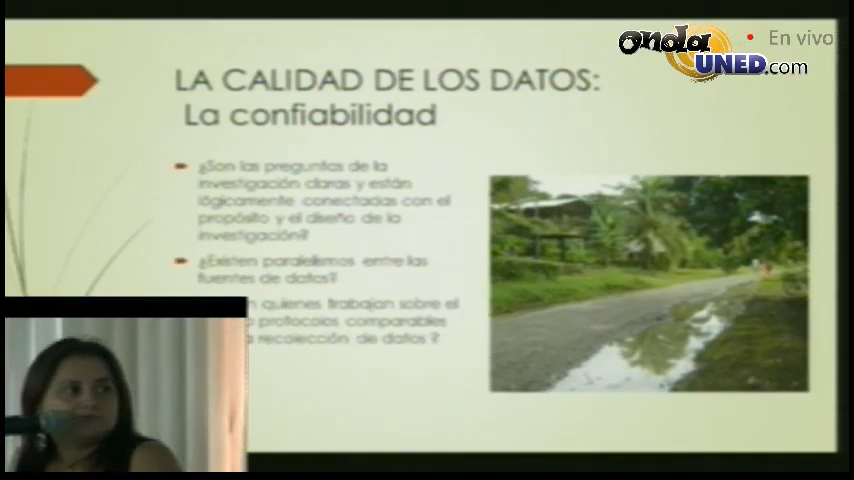 onda
UNED.com
En vivo
LA CALIDAD DE LOS DATOS:
La confiabilidad
¿Son las preguntas de la
investigación claras y están
lógicamente conectadas con el
propósito y el diseño de la
investigación?
¿Existen paralelismos entre las
fuentes de datos?
quienes trabajan sobre el
protocolos comparables
recolección de datos ?